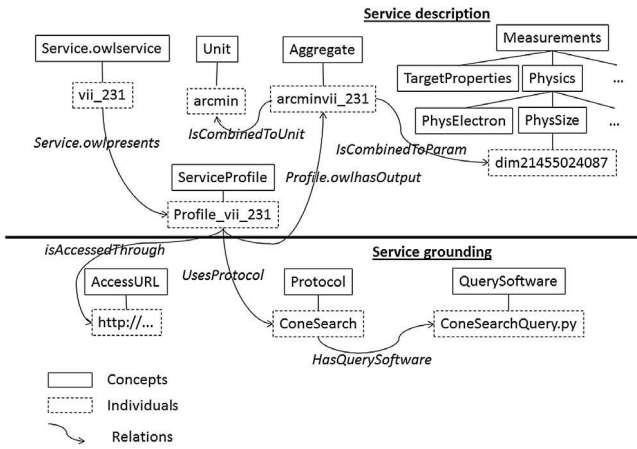 Service description
Service.owlservice
Unit
Aggregate
Measurements
vii_231
arcmin
arcminvii_231
TargetProperties
Physics
...
IsCombinedToUnit
PhysElectron
PhysSize
...
Service.owlpresents
IsCombinedToParam
dim21455024087
ServiceProfile
Profile.owlhasOutput
Profile_vii_231
isAccessedThrough
Service grounding
UsesProtocol
AccessURL
Protocol
QuerySoftware
http://...
ConeSearch
ConeSearchQuery.py
HasQuerySoftware
Concepts
Individuals
Relations